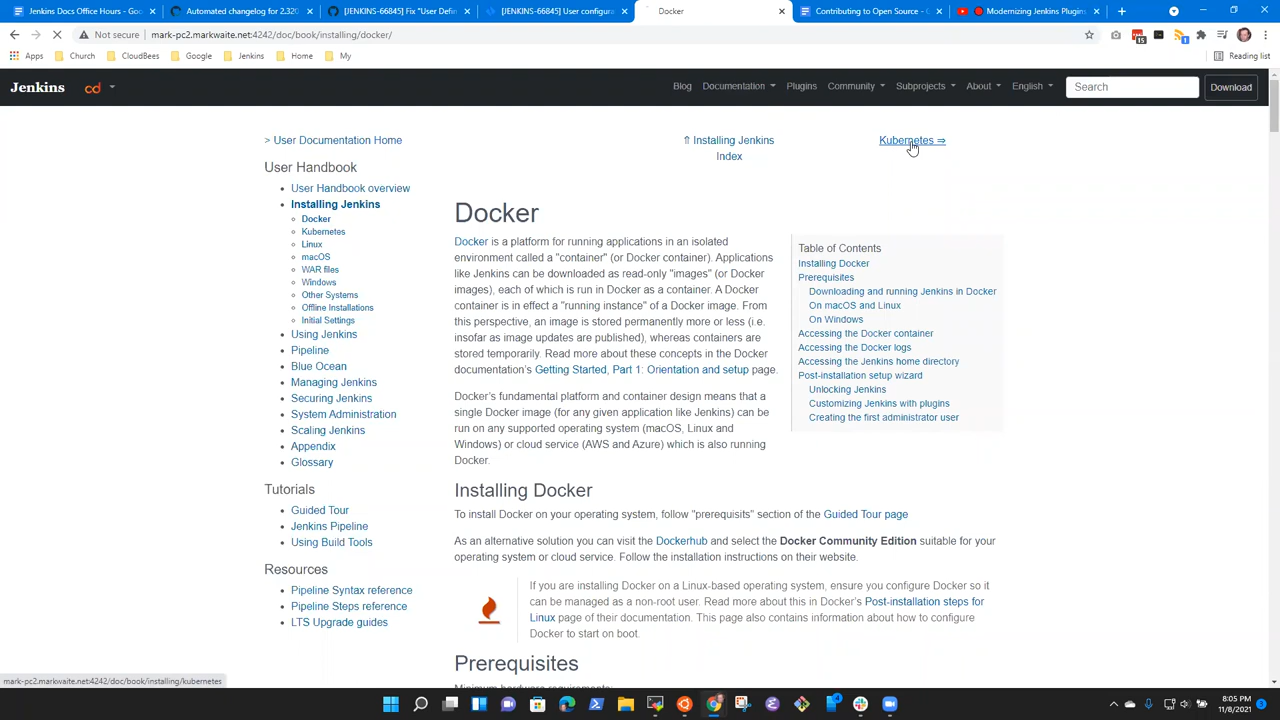 Jenkins Docs Office Hours - Goo
Automated changelog for 2.320
[JENKINS-66845] Fix "User Defin
[JENKINS-66845] User configura
Docker
Contributing to Open Source - G
Modernizing Jenkins Plugins
Not secure | mark-pc2.markwaite.net:4242/doc/book/installing/docker/
15
1
Apps
Church
CloudBees
Google
Jenkins
Home
My
Reading list
Jenkins
cd
Blog
Documentation
Plugins
Community
Subprojects
About
English
Search
Download
> User Documentation Home
⇑ Installing Jenkins
Index
Kubernetes ⇒
User Handbook
User Handbook overview
Installing Jenkins
Docker
Kubernetes
Linux
macOS
WAR files
Windows
Other Systems
Offline Installations
Initial Settings
Using Jenkins
Pipeline
Blue Ocean
Managing Jenkins
Securing Jenkins
System Administration
Scaling Jenkins
Appendix
Glossary
Tutorials
Guided Tour
Jenkins Pipeline
Using Build Tools
Resources
Pipeline Syntax reference
Pipeline Steps reference
LTS Upgrade guides
Docker
Docker is a platform for running applications in an isolated
environment called a "container" (or Docker container). Applications
like Jenkins can be downloaded as read-only "images" (or Docker
images), each of which is run in Docker as a container. A Docker
container is in effect a "running instance" of a Docker image. From
this perspective, an image is stored permanently more or less (i.e.
insofar as image updates are published), whereas containers are
stored temporarily. Read more about these concepts in the Docker
documentation's Getting Started, Part 1: Orientation and setup page.
Docker's fundamental platform and container design means that a
single Docker image (for any given application like Jenkins) can be
run on any supported operating system (macOS, Linux and
Windows) or cloud service (AWS and Azure) which is also running
Docker.
Table of Contents
Installing Docker
Prerequisites
Downloading and running Jenkins in Docker
On macOS and Linux
On Windows
Accessing the Docker container
Accessing the Docker logs
Accessing the Jenkins home directory
Post-installation setup wizard
Unlocking Jenkins
Customizing Jenkins with plugins
Creating the first administrator user
Installing Docker
To install Docker on your operating system, follow "prerequisits" section of the Guided Tour page
As an alternative solution you can visit the Dockerhub and select the Docker Community Edition suitable for your
operating system or cloud service. Follow the installation instructions on their website.
If you are installing Docker on a Linux-based operating system, ensure you configure Docker so it
can be managed as a non-root user. Read more about this in Docker's Post-installation steps for
Linux page of their documentation. This page also contains information about how to configure
Docker to start on boot.
Prerequisites
Minimum hardware requirements:
mark-pc2.markwaite.net:4242/doc/book/installing/kubernetes
8:05 PM
11/8/2021